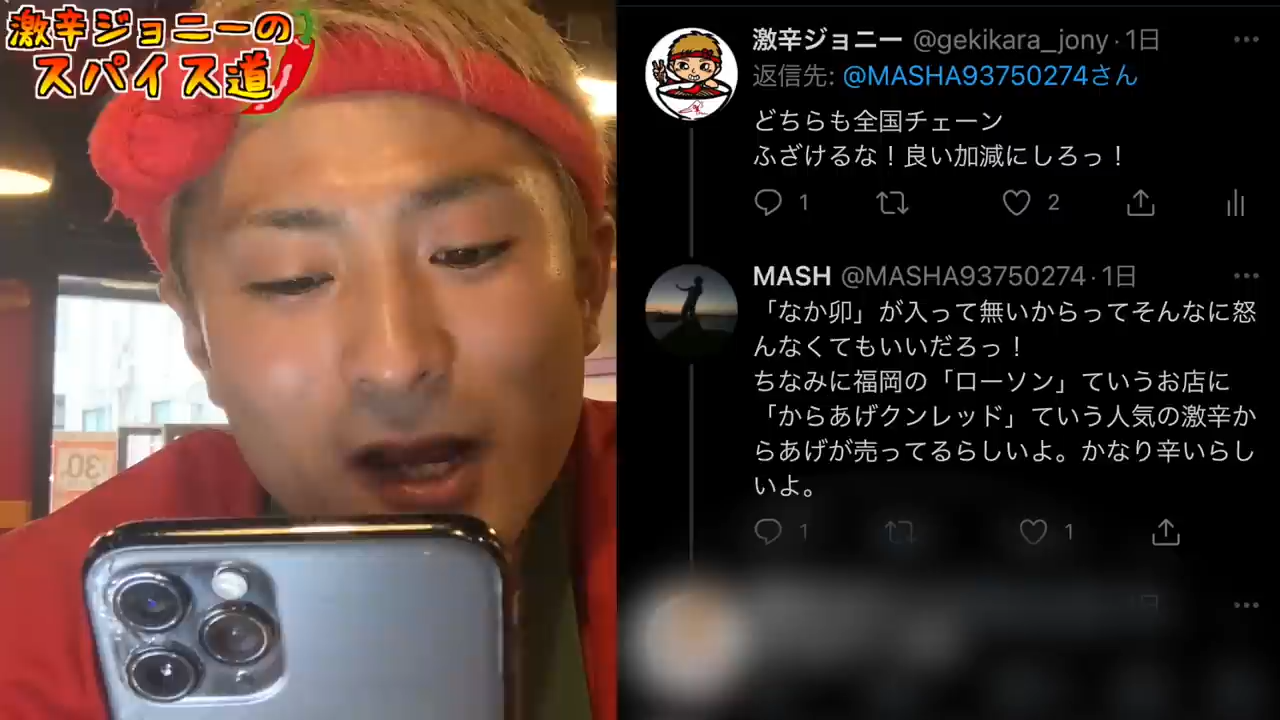 激辛ジョニーの
スパイス道
激辛ジョニー @gekikara_jony · 1日
返信先: @MASHA93750274さん
どちらも全国チェーン
ふざけるな！良い加減にしろっ！
1 2
MASH @MASHA93750274 · 1日
「なか卯」が入って無いからってそんなに怒
んなくてもいいだろっ！
ちなみに福岡の「ローソン」ていうお店に
「からあげクンレッド」ていう人気の激辛か
らあげが売ってるらしいよ。かなり辛いらし
いよ。
1 1
30